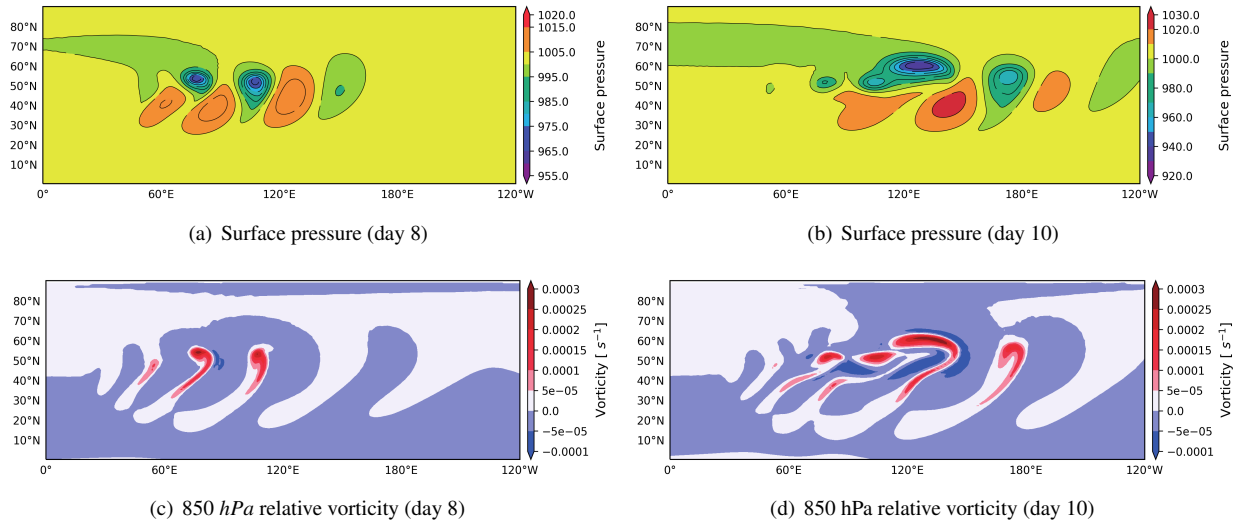 80°N
70°N
60°N
50°N
40°N
30°N
20°N
10°N
0°
60°E
120°E
180°E
120°W
1020.0
1015.0
1005.0
995.0
985.0
975.0
965.0
955.0
Surface pressure
(a) Surface pressure (day 8)
80°N
70°N
60°N
50°N
40°N
30°N
20°N
10°N
0°
60°E
120°E
180°E
120°W
1030.0
1020.0
1000.0
980.0
960.0
940.0
920.0
Surface pressure
(b) Surface pressure (day 10)
80°N
70°N
60°N
50°N
40°N
30°N
20°N
10°N
0°
60°E
120°E
180°E
120°W
0.0003
0.00025
0.0002
0.00015
0.0001
5e−05
0.0
−5e−05
−0.0001
Vorticity [ s⁻¹]
(c) 850 hPa relative vorticity (day 8)
80°N
70°N
60°N
50°N
40°N
30°N
20°N
10°N
0°
60°E
120°E
180°E
120°W
0.0003
0.00025
0.0002
0.00015
0.0001
5e−05
0.0
−5e−05
−0.0001
Vorticity [ s⁻¹]
(d) 850 hPa relative vorticity (day 10)